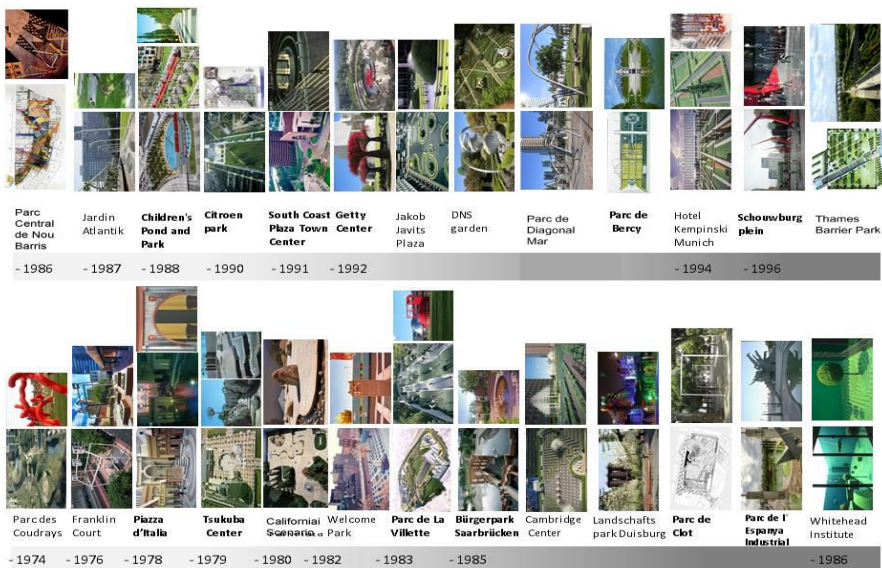 Parc
Central
de Nou
Barris
Jardin
Atlantik
Children's
Pond and
Park
Citroen
park
South Coast
Plaza Town
Center
Getty
Center
Jakob
Javits
Plaza
DNS
garden
Parc de
Diagonal
Mar
Parc de
Bercy
Hotel
Kempinski
Munich
Schouwburg
plein
Thames
Barrier Park
- 1986
- 1987
- 1988
- 1990
- 1991
- 1992
- 1994
- 1996
Parc des
Coudrays
Franklin
Court
Piazza
d'Italia
Tsukuba
Center
Californiai
Scenario
Welcome
Park
Parc de La
Villette
Bürgerpark
Saarbrücken
Cambridge
Center
Landschafts
park Duisburg
Parc de
Clot
Parc de l'
Espanya
Industrial
Whitehead
Institute
- 1974
- 1976
- 1978
- 1979
- 1980
- 1982
- 1983
- 1985
- 1986